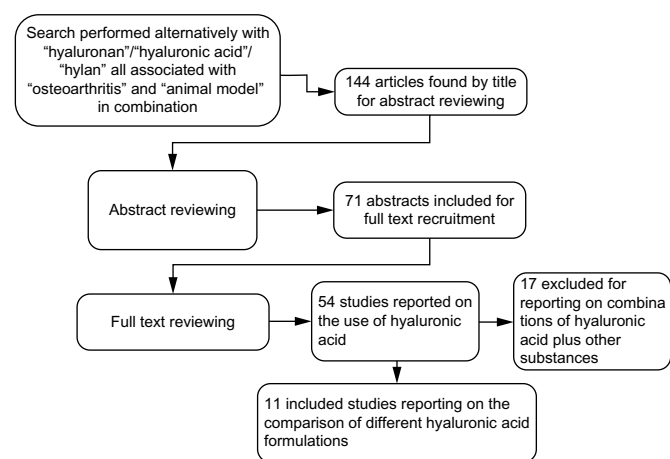 Search performed alternatively with
“hyaluronan”/“hyaluronic acid”/
“hylan” all associated with
“osteoarthritis” and “animal model”
in combination
144 articles found by title
for abstract reviewing
Abstract reviewing
71 abstracts included for
full text recruitment
Full text reviewing
54 studies reported on
the use of hyaluronic
acid
17 excluded for
reporting on combina
tions of hyaluronic
acid plus other
substances
11 included studies reporting on the
comparison of different hyaluronic acid
formulations